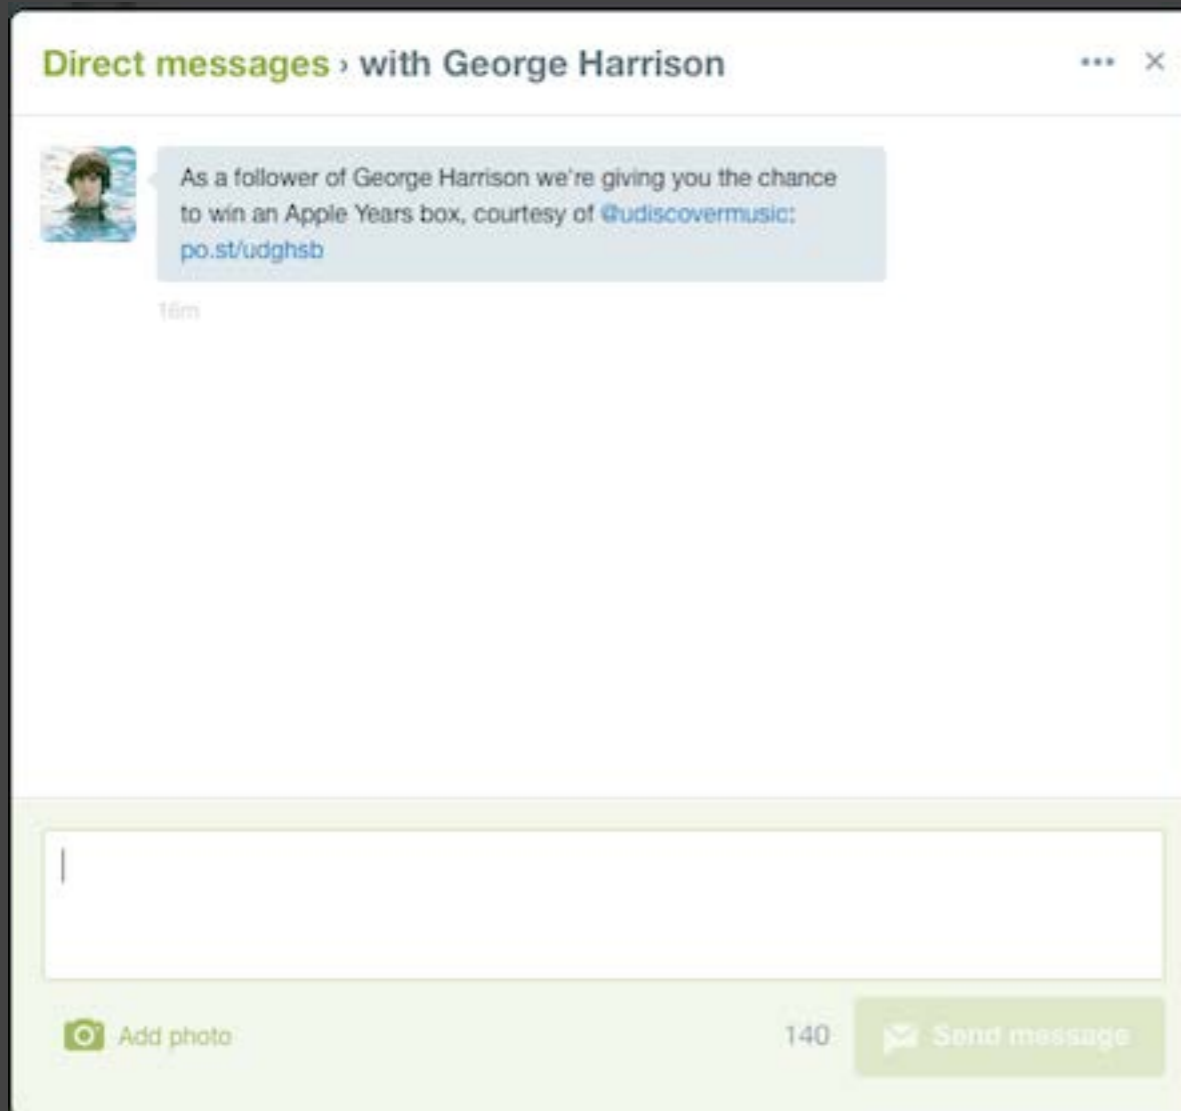 Direct messages › with George Harrison
As a follower of George Harrison we're giving you the chance
to win an Apple Years box, courtesy of @udiscovermusic:
po.st/udghsb
16m
Add photo
140
Send message